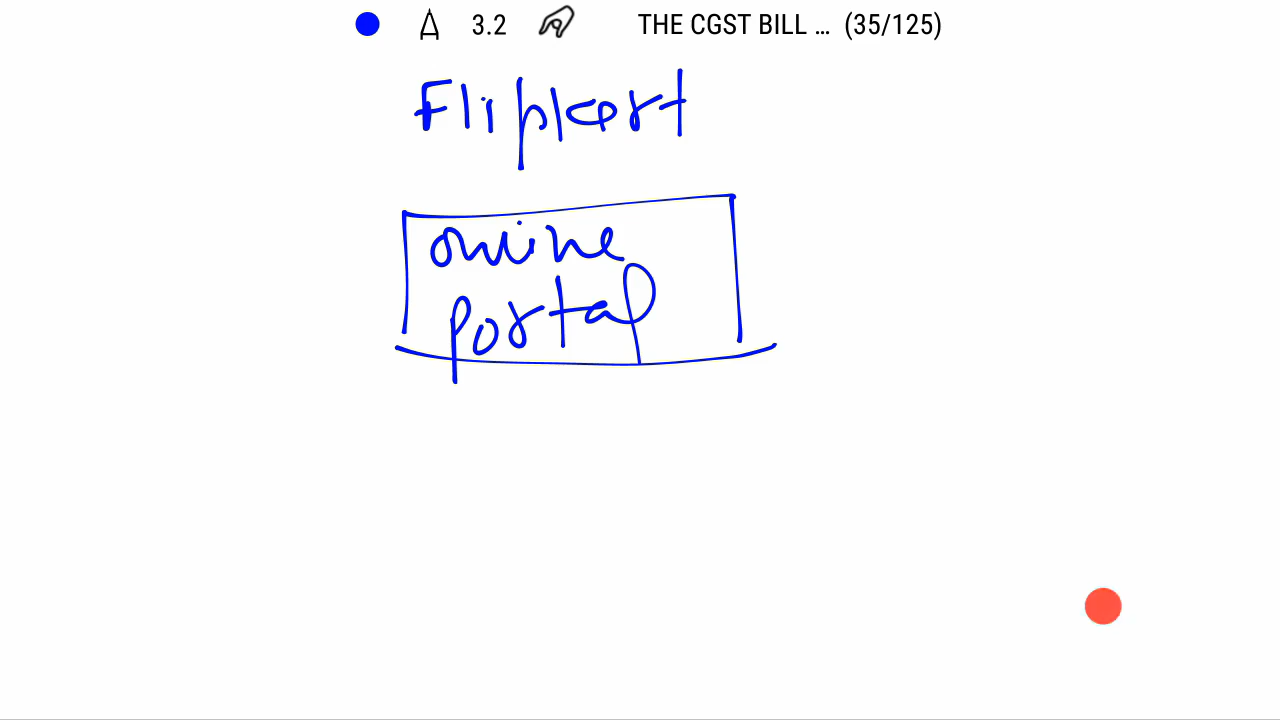 3.2 THE CGST BILL ... (35/125)
Flipkart
online
portal